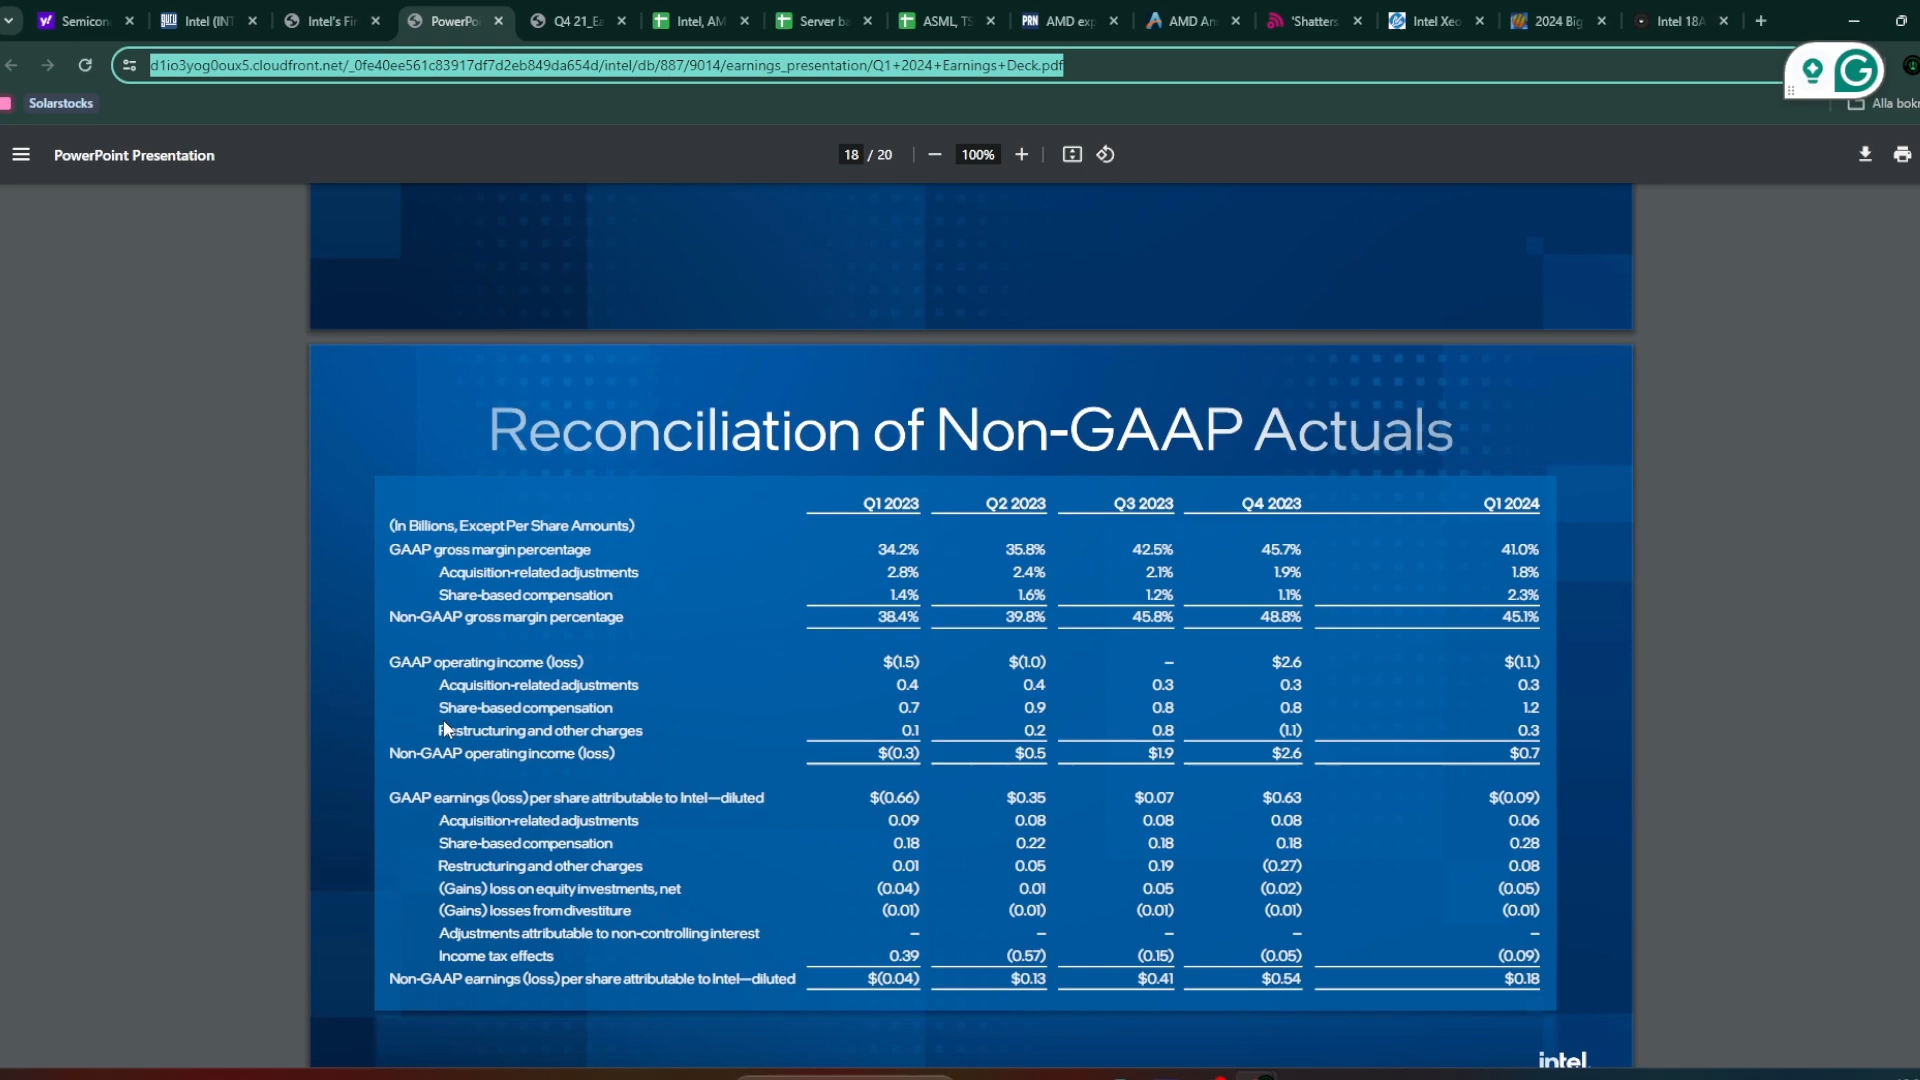 Semicon
Intel (INT
Intel's Fi
PowerPo
Q4 21_Ea
Intel, AM
Server ba
ASML, TS
PRN AMD exp
AMD An
'Shatters
Intel Xeo
2024 Big
Intel 18A
d1io3yog0oux5.cloudfront.net/_0fe40ee561c83917df7d2eb849da654d/intel/db/887/9014/earnings_presentation/Q1+2024+Earnings+Deck.pdf
Solarstocks
Alla bokm
PowerPoint Presentation
18 / 20
100%
Reconciliation of Non-GAAP Actuals
Q1 2023 Q2 2023 Q3 2023 Q4 2023 Q1 2024
(In Billions, Except Per Share Amounts)
GAAP gross margin percentage 34.2% 35.8% 42.5% 45.7% 41.0%
Acquisition-related adjustments 2.8% 2.4% 2.1% 1.9% 1.8%
Share-based compensation 1.4% 1.6% 1.2% 1.1% 2.3%
Non-GAAP gross margin percentage 38.4% 39.8% 45.8% 48.8% 45.1%
GAAP operating income (loss) $(1.5) $(1.0) – $2.6 $(1.1)
Acquisition-related adjustments 0.4 0.4 0.3 0.3 0.3
Share-based compensation 0.7 0.9 0.8 0.8 1.2
Restructuring and other charges 0.1 0.2 0.8 (1.1) 0.3
Non-GAAP operating income (loss) $(0.3) $0.5 $1.9 $2.6 $0.7
GAAP earnings (loss) per share attributable to Intel—diluted $(0.66) $0.35 $0.07 $0.63 $(0.09)
Acquisition-related adjustments 0.09 0.08 0.08 0.08 0.06
Share-based compensation 0.18 0.22 0.18 0.18 0.28
Restructuring and other charges 0.01 0.05 0.19 (0.27) 0.08
(Gains) loss on equity investments, net (0.04) 0.01 0.05 (0.02) (0.05)
(Gains) losses from divestiture (0.01) (0.01) (0.01) (0.01) (0.01)
Adjustments attributable to non-controlling interest – – – – –
Income tax effects 0.39 (0.57) (0.15) (0.05) (0.09)
Non-GAAP earnings (loss) per share attributable to Intel—diluted $(0.04) $0.13 $0.41 $0.54 $0.18
intel.